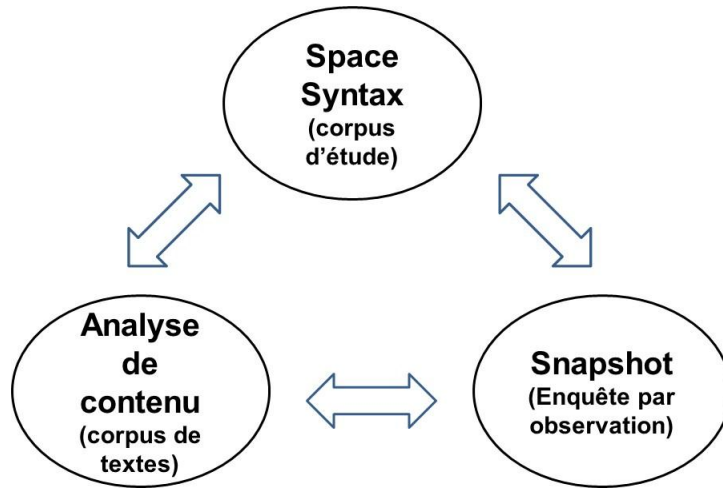 Space
Syntax
(corpus
d'étude)
Analyse
de
contenu
(corpus de
textes)
Snapshot
(Enquête par
observation)